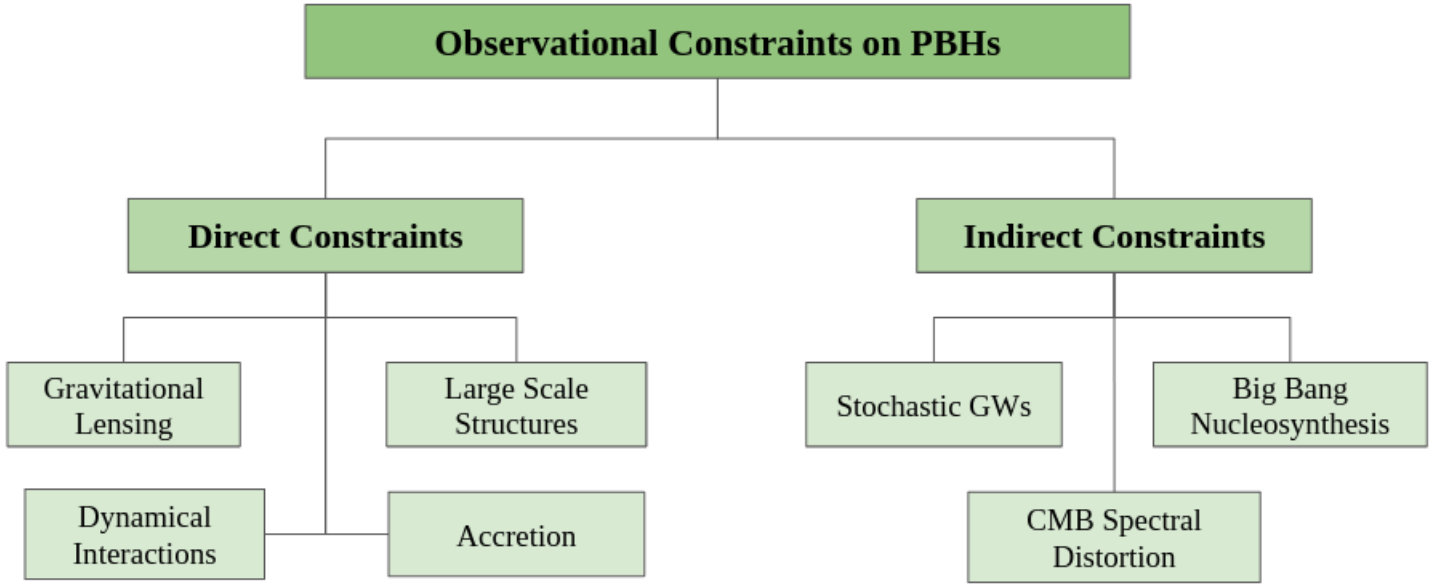 Observational Constraints on PBHs
Direct Constraints
Indirect Constraints
Gravitational
Lensing
Large Scale
Structures
Stochastic GWs
Big Bang
Nucleosynthesis
Dynamical
Interactions
Accretion
CMB Spectral
Distortion